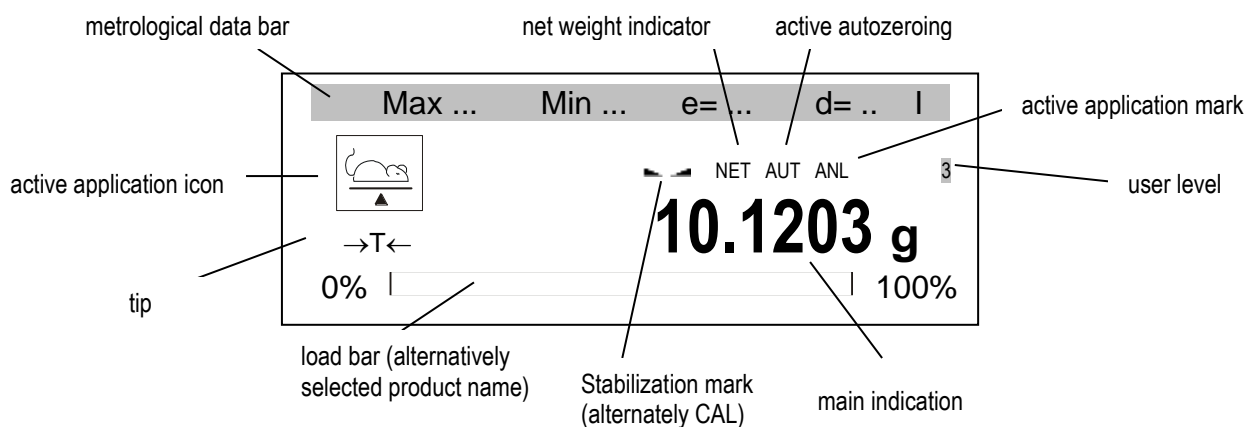 metrological data bar
net weight indicator
active autozeroing
Max ... Min ... e= ... d= .. I
active application mark
NET AUT ANL 3
active application icon
user level
10.1203 g
→T←
0% 100%
tip
load bar (alternatively
selected product name)
Stabilization mark
(alternately CAL)
main indication